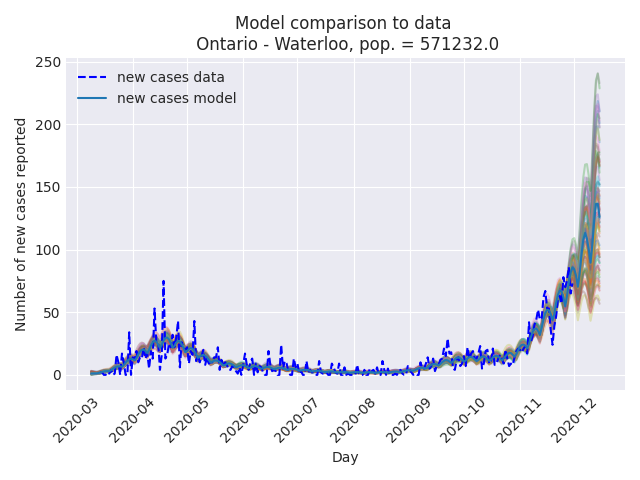 Model comparison to data
Ontario - Waterloo, pop. = 571232.0
new cases data
new cases model
Number of new cases reported
250
200
150
100
50
0
2020-03
2020-04
2020-05
2020-06
2020-07
2020-08
2020-09
2020-10
2020-11
2020-12
Day